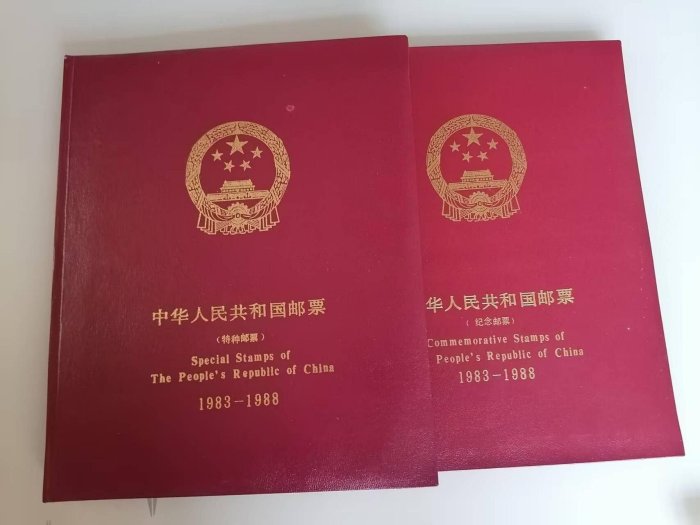 中华人民共和国邮票
（特种邮票）
Special Stamps of
The People's Republic of China
1983-1988
华人民共和国邮票
（纪念邮票）
Commemorative Stamps of
People's Republic of China
1983-1988